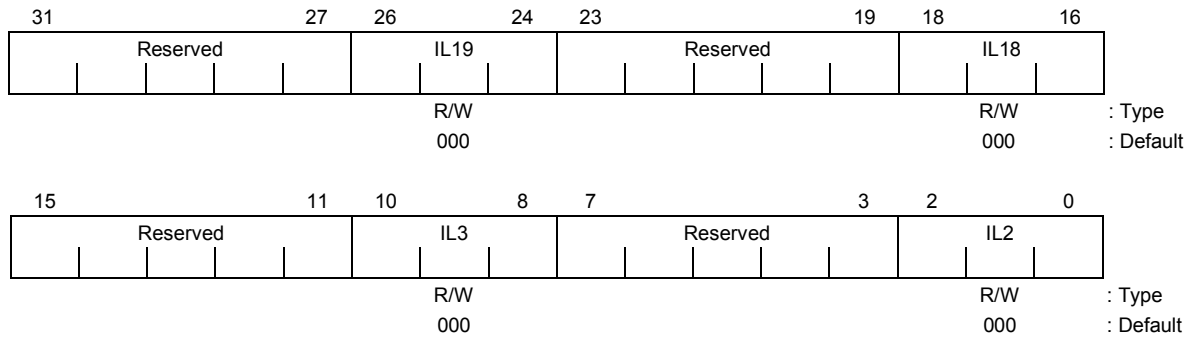 31 27 26 24 23 19 18 16
Reserved IL19 Reserved IL18
R/W R/W : Type
000 000 : Default
15 11 10 8 7 3 2 0
Reserved IL3 Reserved IL2
R/W R/W : Type
000 000 : Default